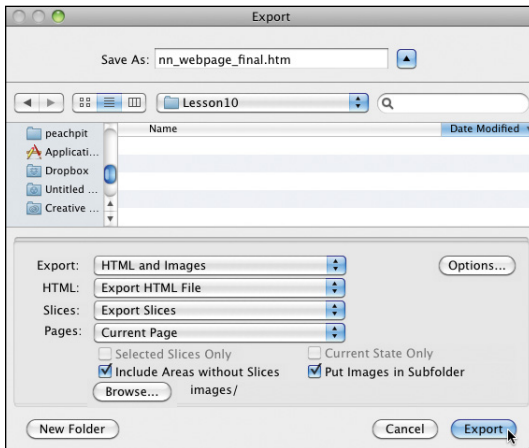 Export
Save As: nn_webpage_final.htm
Lesson10
Name Date Modified
peachpit
Applicati...
Dropbox
Untitled ...
Creative ...
Export: HTML and Images Options...
HTML: Export HTML File
Slices: Export Slices
Pages: Current Page
Selected Slices Only Current State Only
Include Areas without Slices Put Images in Subfolder
Browse... images/
New Folder Cancel Export